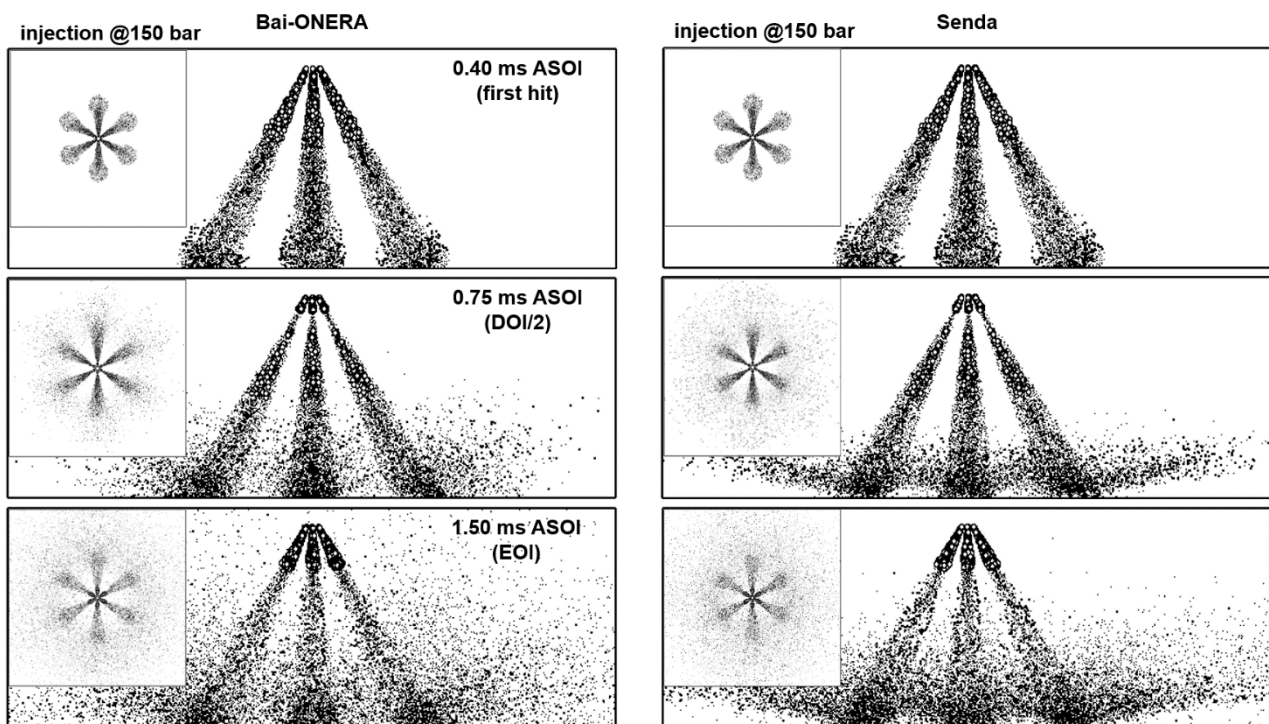 Bai-ONERA
Senda
injection @150 bar
injection @150 bar
0.40 ms ASOI
(first hit)
0.75 ms ASOI
(DOI/2)
1.50 ms ASOI
(EOI)